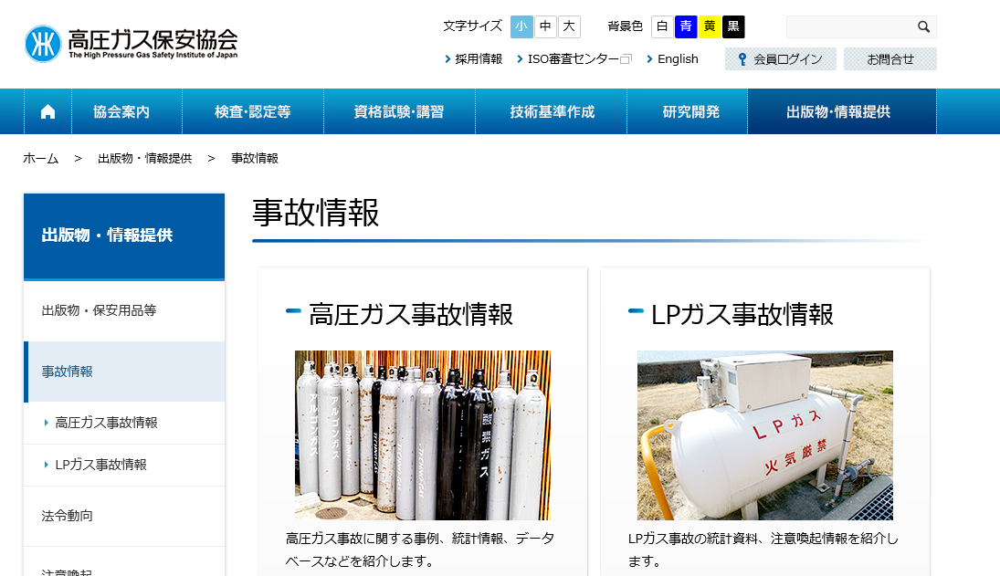 高圧ガス保安協会
The High Pressure Gas Safety Institute of Japan
文字サイズ 小 中 大 背景色 白 青 黄 黒
採用情報 ISO審査センター English 会員ログイン お問合せ
協会案内 検査・認定等 資格試験・講習 技術基準作成 研究開発 出版物・情報提供
ホーム > 出版物・情報提供 > 事故情報
出版物・情報提供
出版物・保安用品等
事故情報
高圧ガス事故情報
LPガス事故情報
法令動向
注意喚起
事故情報
高圧ガス事故情報
アルゴンガス
アルゴンガス
酸素ガス
高圧ガス事故に関する事例、統計情報、データ
ベースなどを紹介します。
LPガス事故情報
LPガス
火気厳禁
LPガス事故の統計資料、注意喚起情報を紹介し
ます。